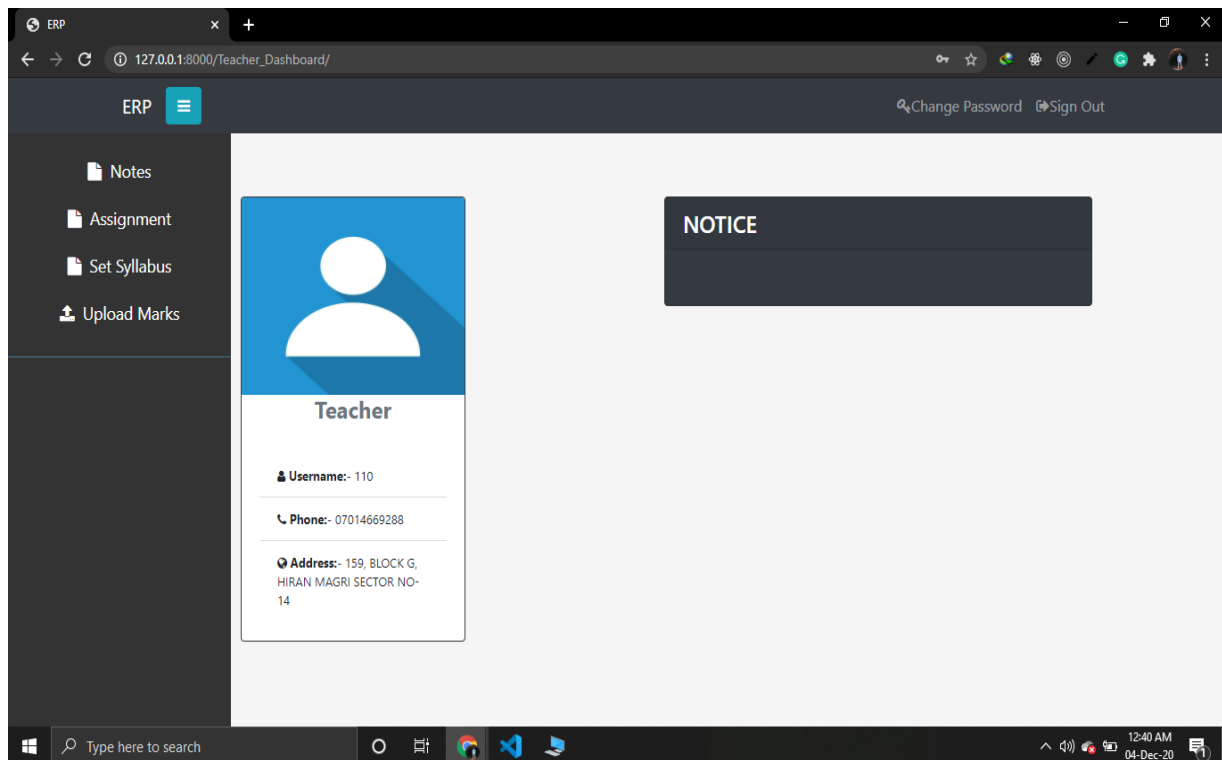 ERP
127.0.0.1:8000/Teacher_Dashboard/
ERP
Change Password Sign Out
Notes
Assignment
Set Syllabus
Upload Marks
NOTICE
Teacher
Username:- 110
Phone:- 07014669288
Address:- 159, BLOCK G,
HIRAN MAGRI SECTOR NO-
14
Type here to search
12:40 AM
04-Dec-20
1